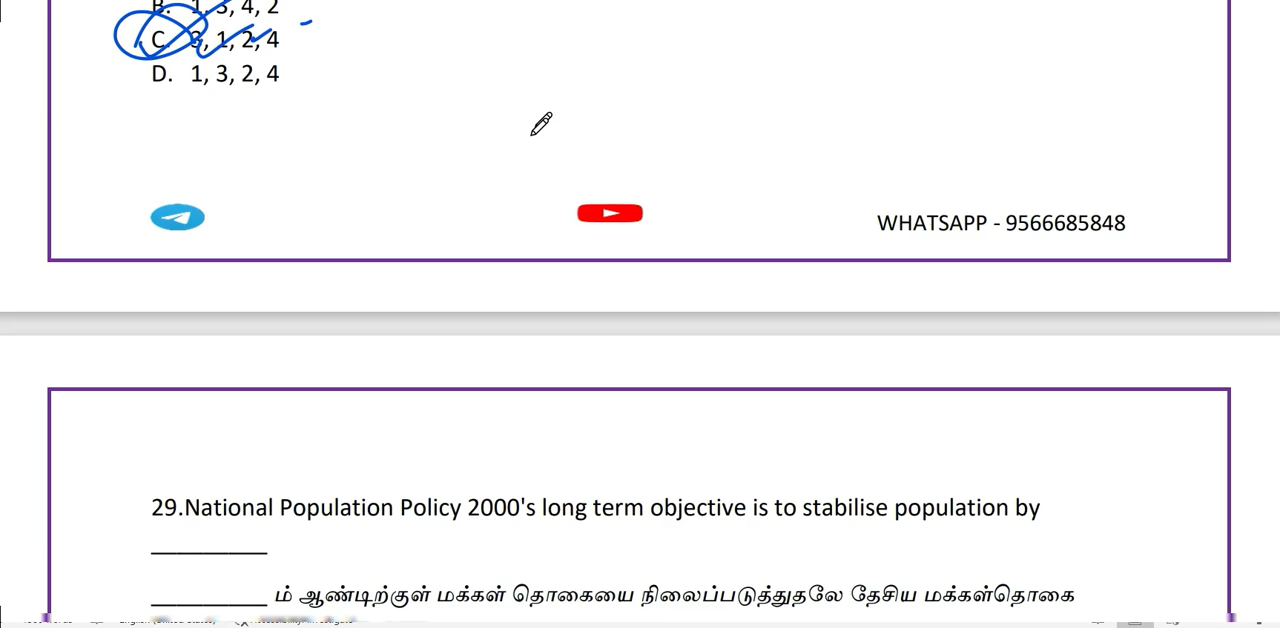 B. 1, 3, 4, 2
C. 3, 1, 2, 4
D. 1, 3, 2, 4
WHATSAPP - 9566685848
29.National Population Policy 2000's long term objective is to stabilise population by
__________
__________ ம் ஆண்டிற்குள் மக்கள் தொகையை நிலைப்படுத்துதலே தேசிய மக்கள்தொகை